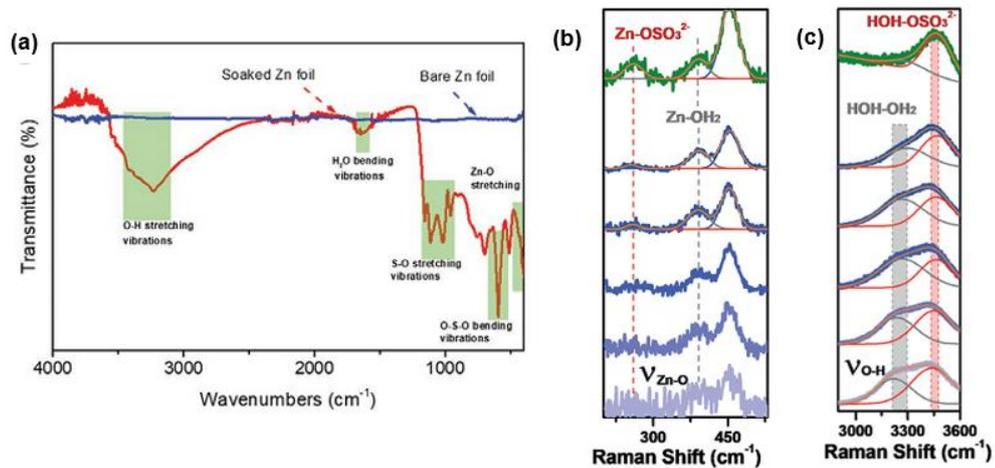 (a)
Transmittance (%)
Soaked Zn foil
Bare Zn foil
H₂O bending
vibrations
Zn-O
stretching
O-H stretching
vibrations
S-O stretching
vibrations
O-S-O bending
vibrations
4000 3000 2000 1000
Wavenumbers (cm⁻¹)
(b)
Zn-OSO₃²⁻
Zn-OH₂
νZn-O
300 450
Raman Shift (cm⁻¹)
(c)
HOH-OSO₃²⁻
HOH-OH₂
νO-H
3000 3300 3600
Raman Shift (cm⁻¹)